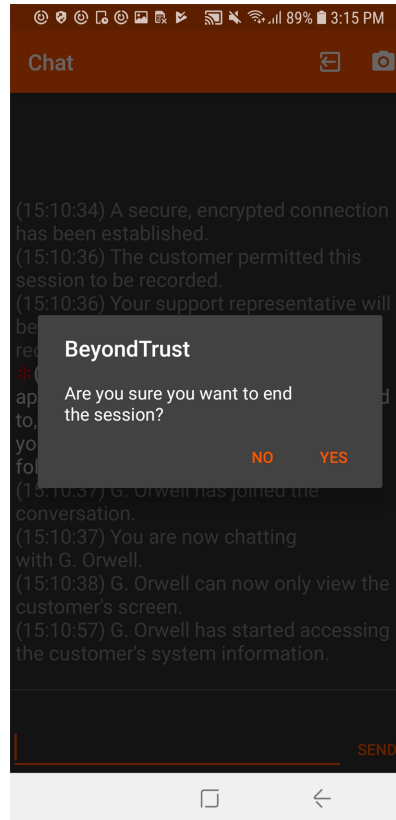 89% 3:15 PM
Chat
(15:10:34) A secure, encrypted connection
has been established.
(15:10:36) The customer permitted this
session to be recorded.
(15:10:36) Your support representative will
be
BeyondTrust
Are you sure you want to end
the session?
NO YES
to,
(15:10:37) G. Orwell has joined the
conversation.
(15:10:37) You are now chatting
with G. Orwell.
(15:10:38) G. Orwell can now only view the
customer's screen.
(15:10:57) G. Orwell has started accessing
the customer's system information.
SEND